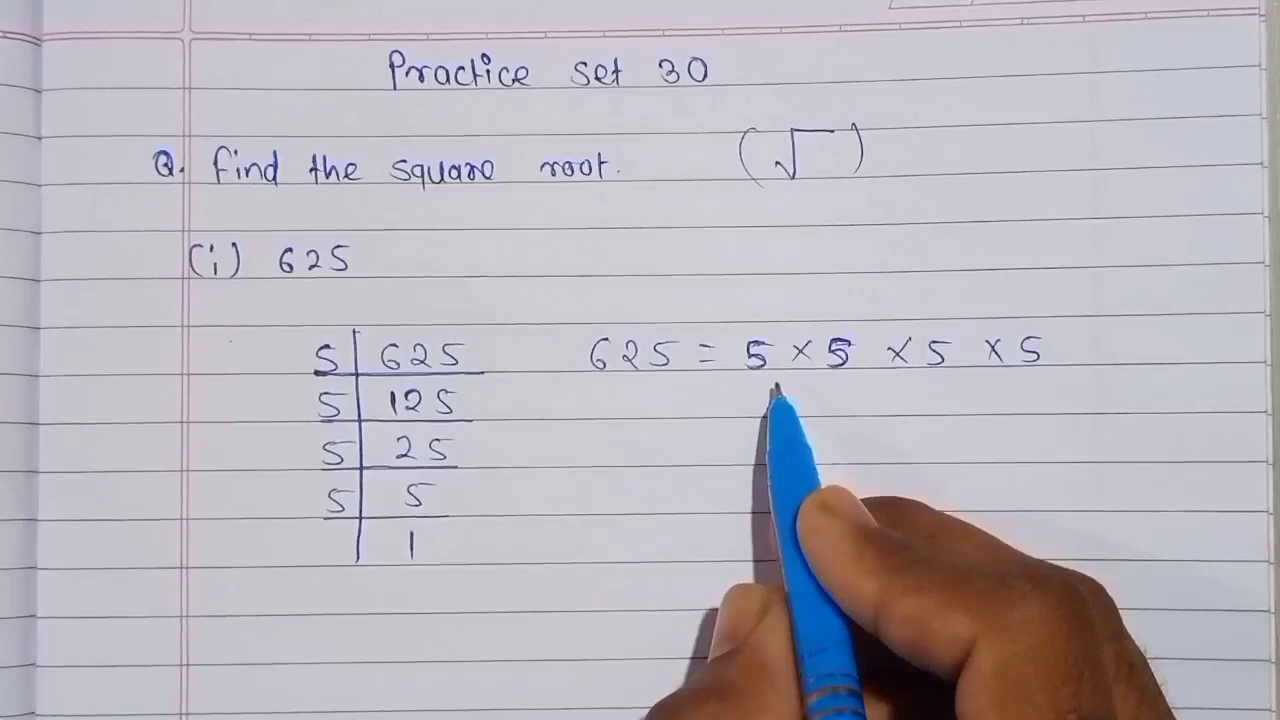 Practice set 30
Q. find the square root. (√ )
(i) 625
5 | 625 625 = 5 × 5 × 5 × 5
5 | 125
5 | 25
5 | 5
| 1